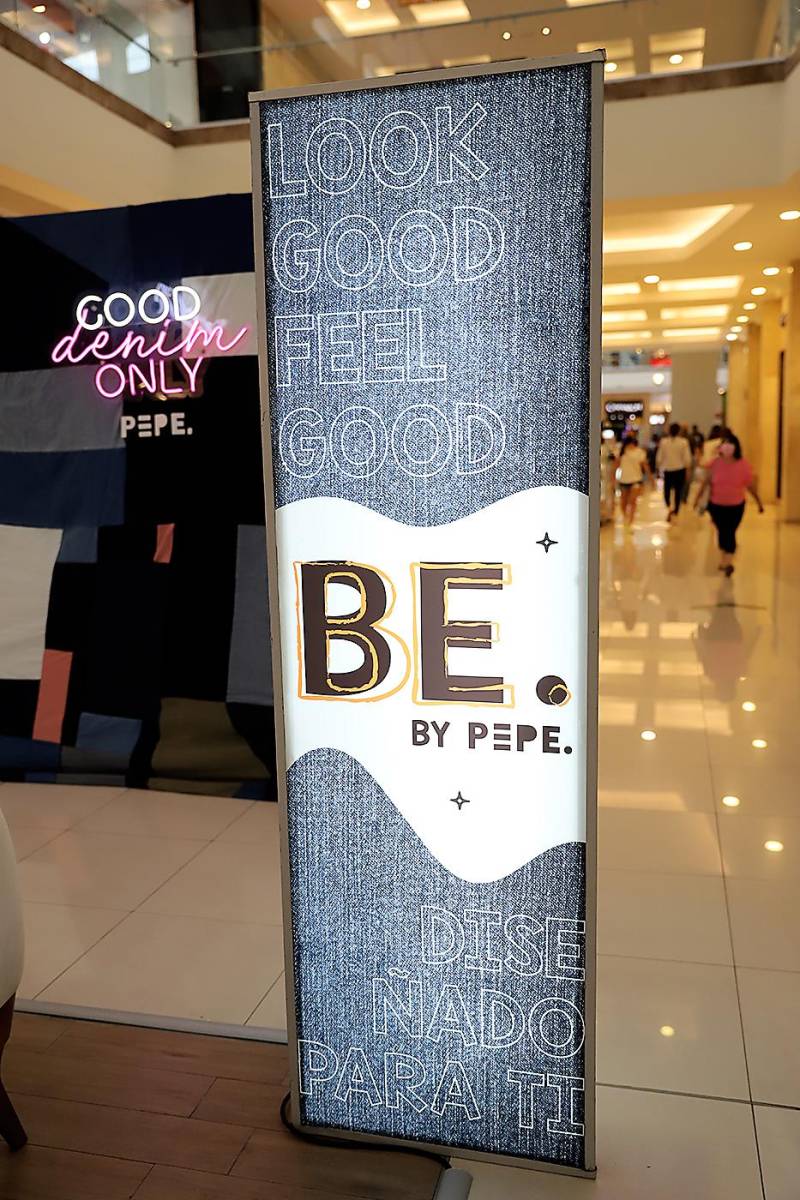 LOOK
GOOD
FEEL
GOOD
BE.
BY PEPE.
DISE
ÑADO
PARA TI
GOOD
denim
ONLY
PEPE.